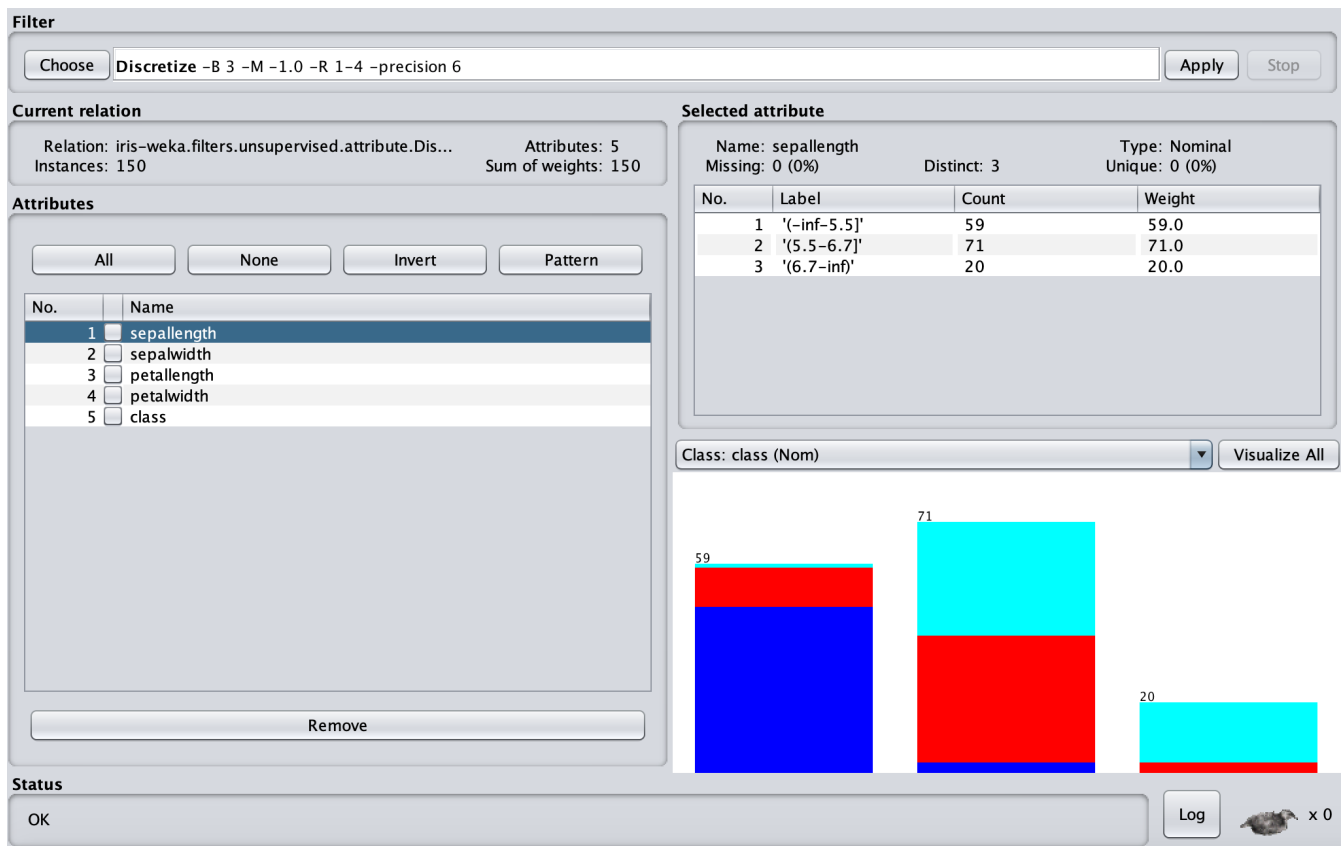 Filter
Choose Discretize -B 3 -M -1.0 -R 1-4 -precision 6 Apply Stop
Current relation
Relation: iris-weka.filters.unsupervised.attribute.Dis... Attributes: 5
Instances: 150 Sum of weights: 150
Attributes
All None Invert Pattern
No. Name
1 sepallength
2 sepalwidth
3 petallength
4 petalwidth
5 class
Remove
Selected attribute
Name: sepallength Type: Nominal
Missing: 0 (0%) Distinct: 3 Unique: 0 (0%)
No. Label Count Weight
1 '(-inf-5.5]' 59 59.0
2 '(5.5-6.7]' 71 71.0
3 '(6.7-inf)' 20 20.0
Class: class (Nom) Visualize All
59
71
20
Status
OK Log x 0